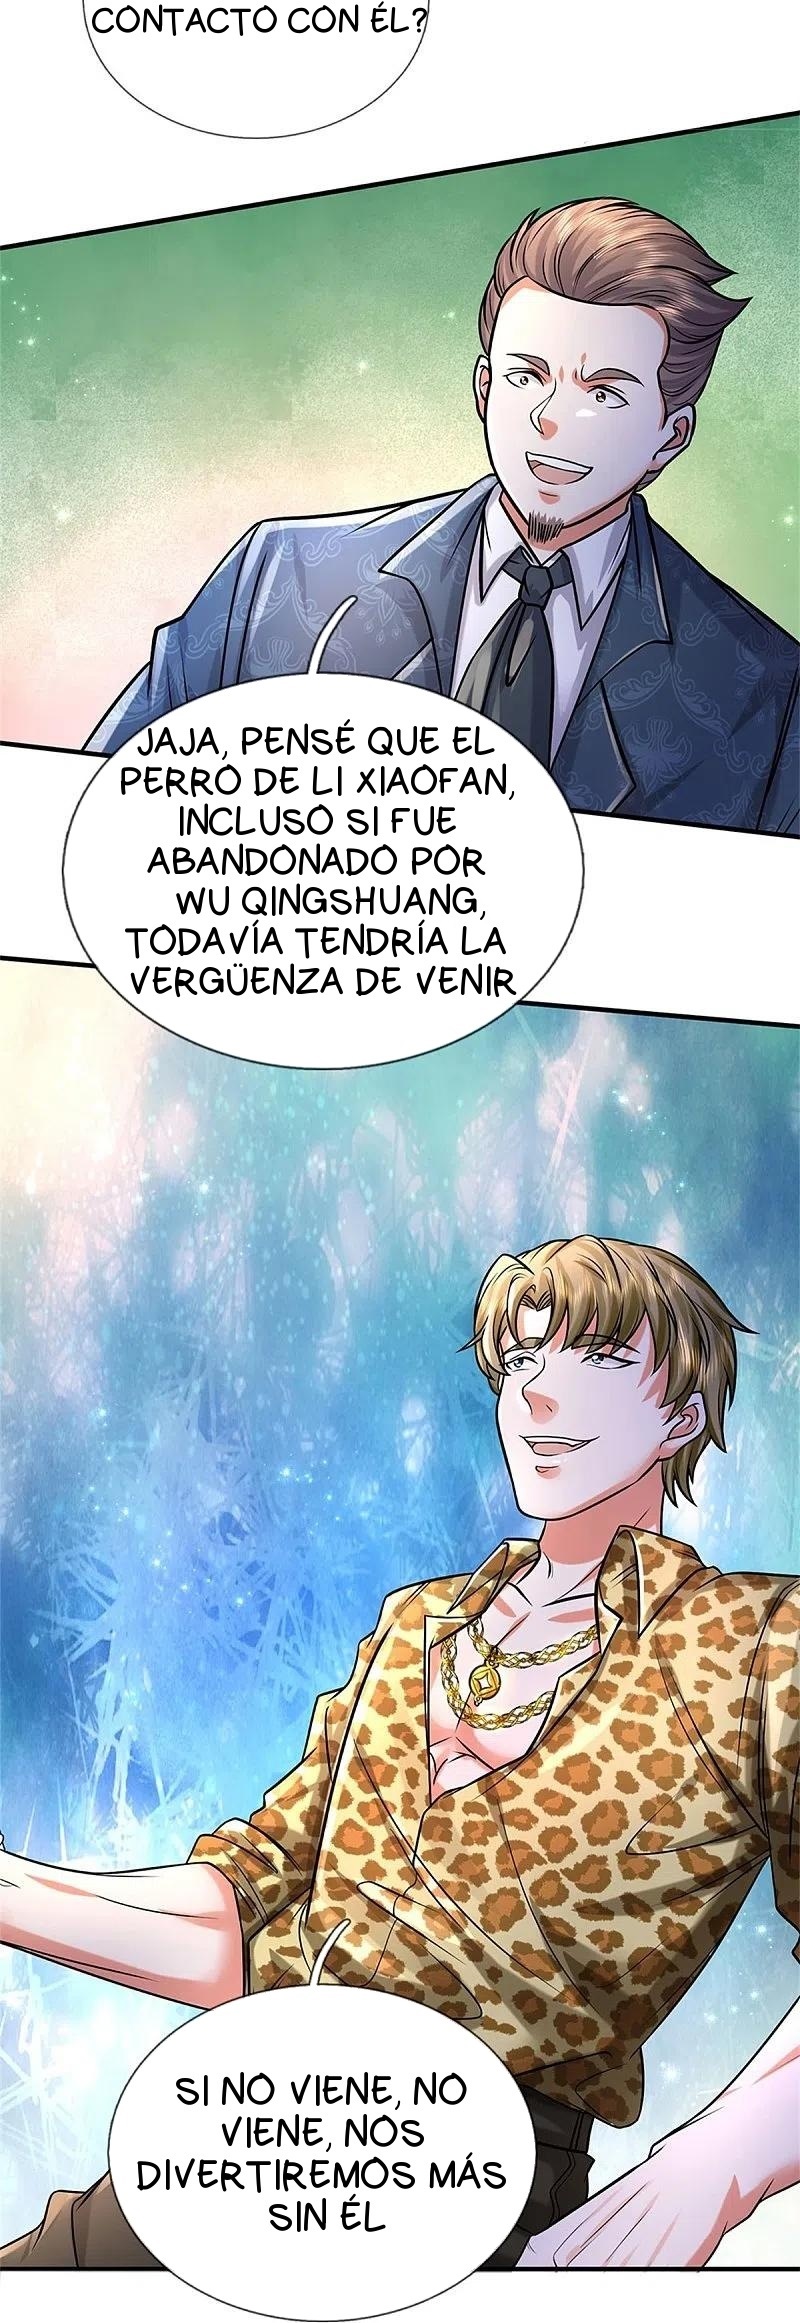 CONTACTO CON ÉL?
JAJA, PENSÉ QUE EL
PERRO DE LI XIAOFAN,
INCLUSO SI FUE
ABANDONADO POR
WU QINGSHUANG,
TODAVÍA TENDRÍA LA
VERGÜENZA DE VENIR
SI NO VIENE, NO
VIENE, NOS
DIVERTIREMOS MÁS
SIN ÉL